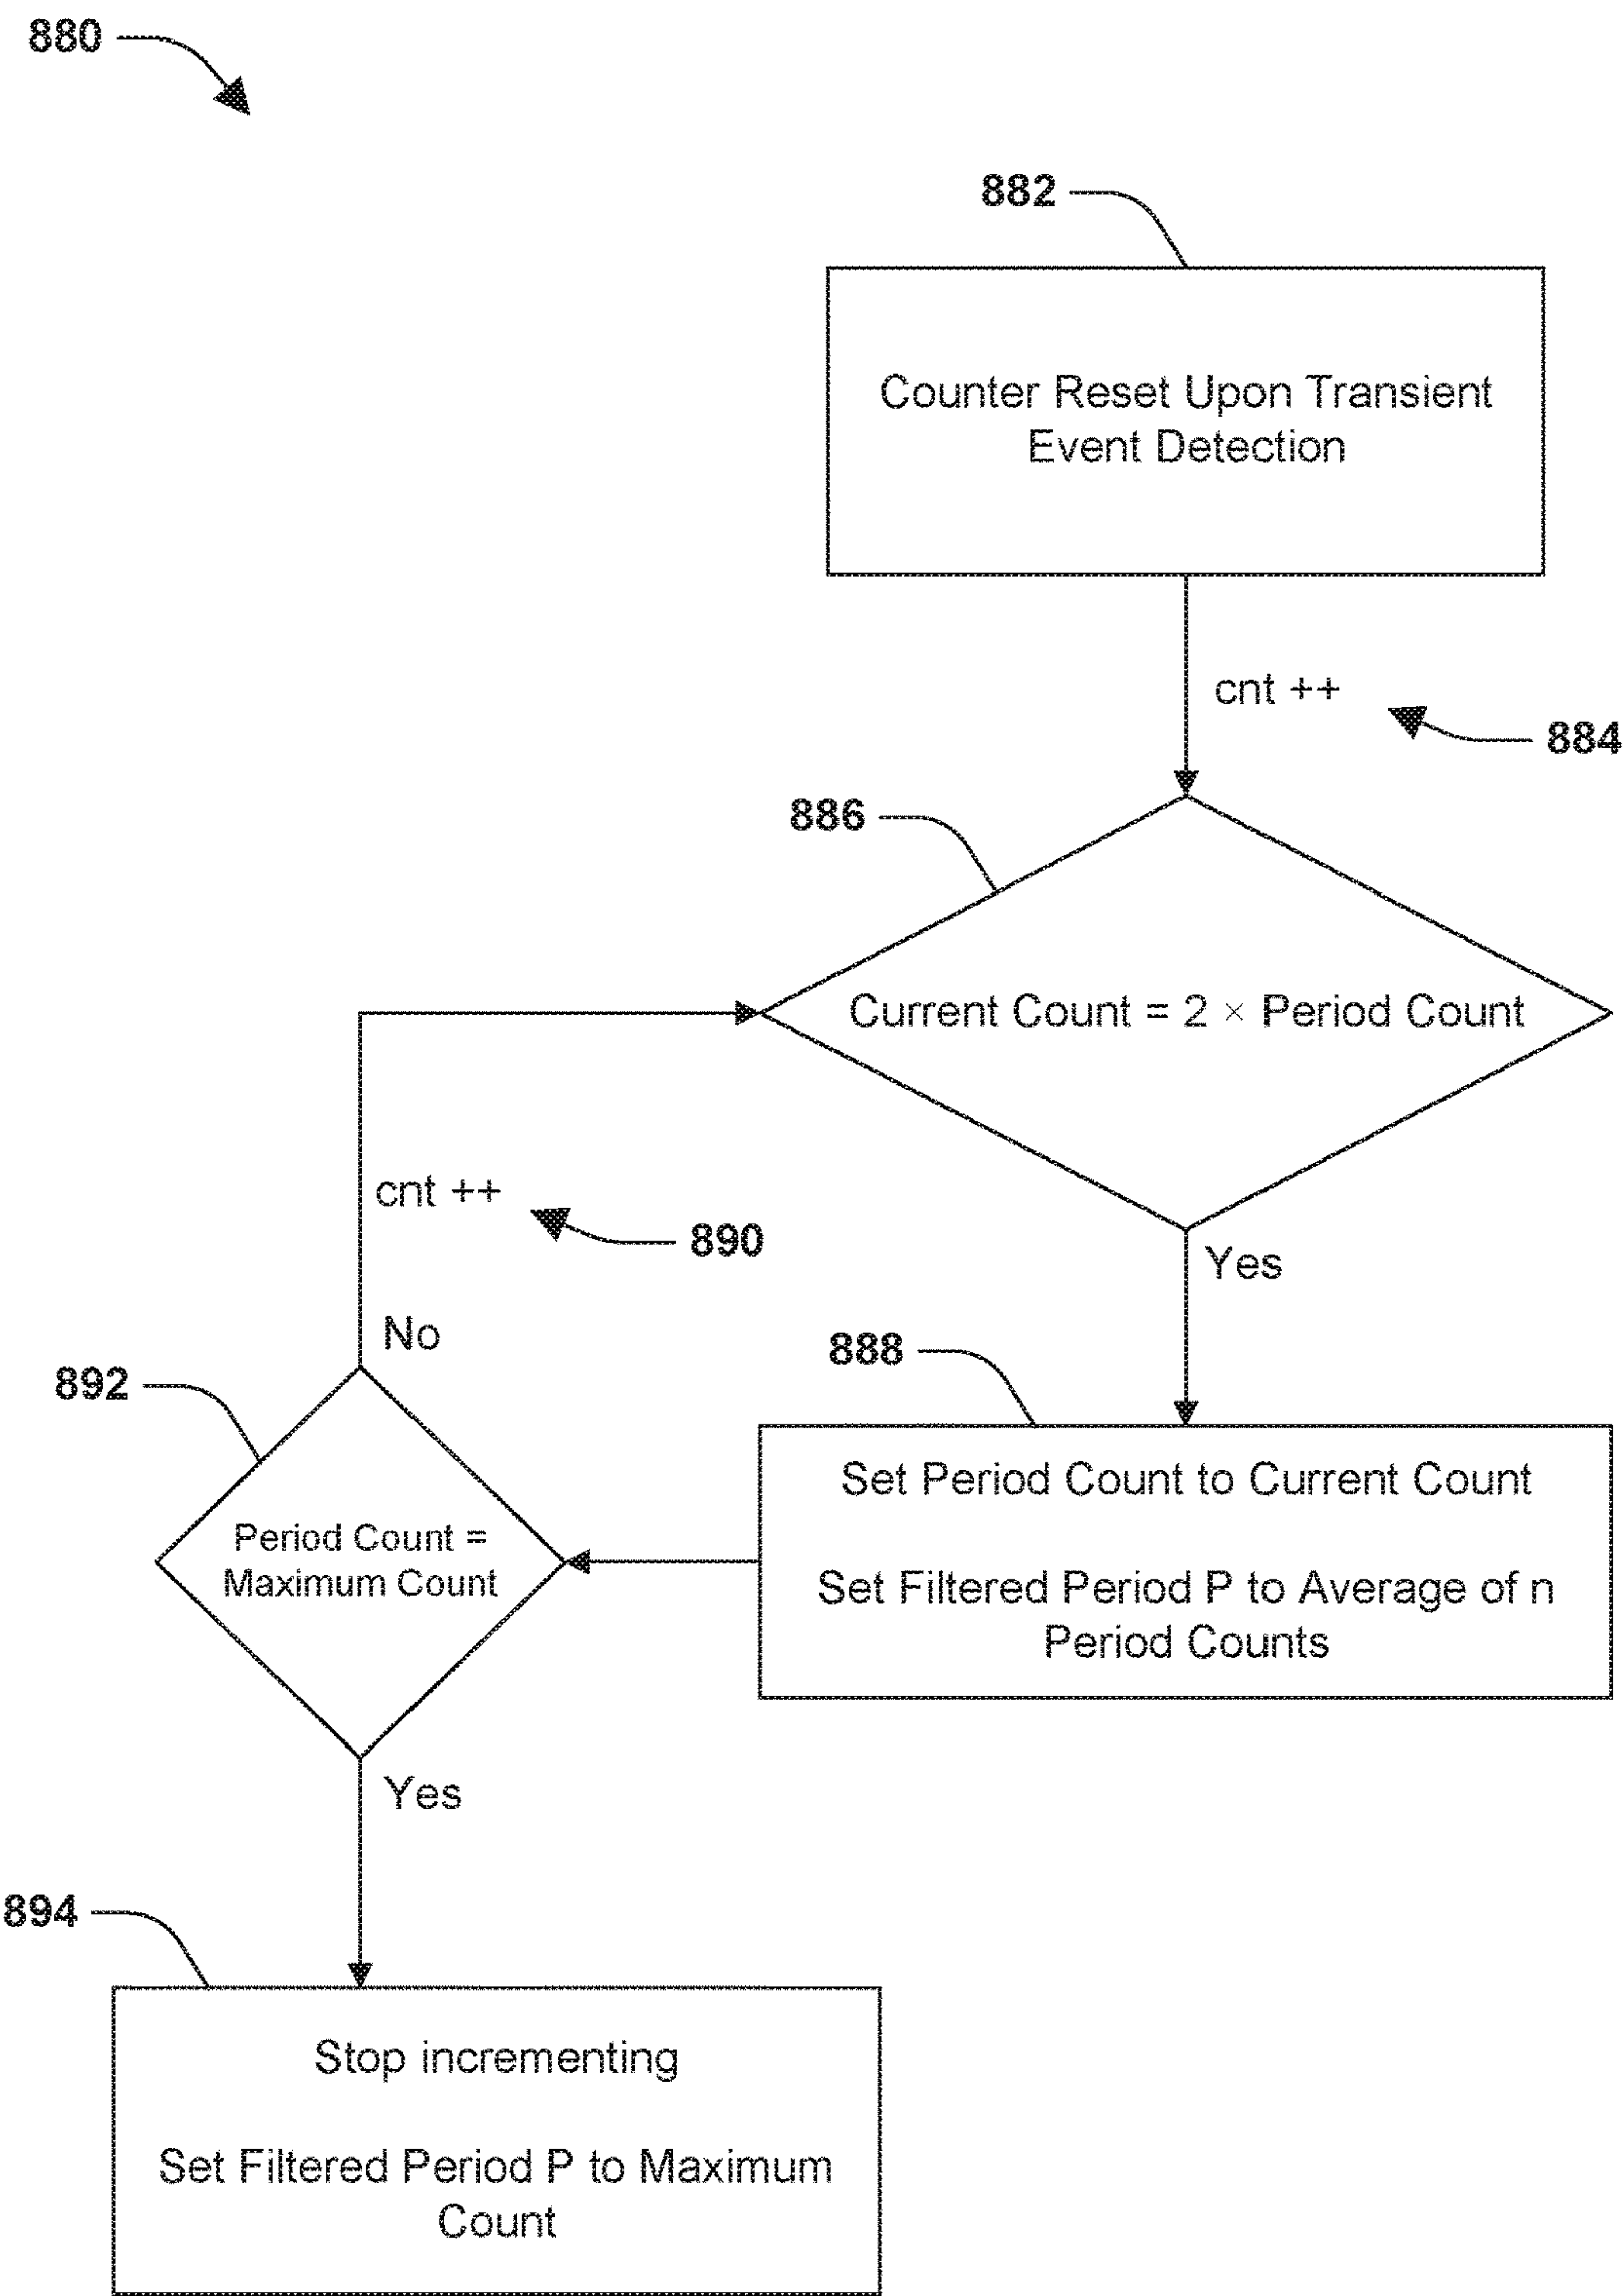 880
882
Counter Reset Upon Transient
Event Detection
cnt ++
884
886
Current Count = 2 × Period Count
cnt ++
890
Yes
No
892
888
Set Period Count to Current Count
Period Count =
Maximum Count
Set Filtered Period P to Average of n
Period Counts
Yes
894
Stop incrementing
Set Filtered Period P to Maximum
Count